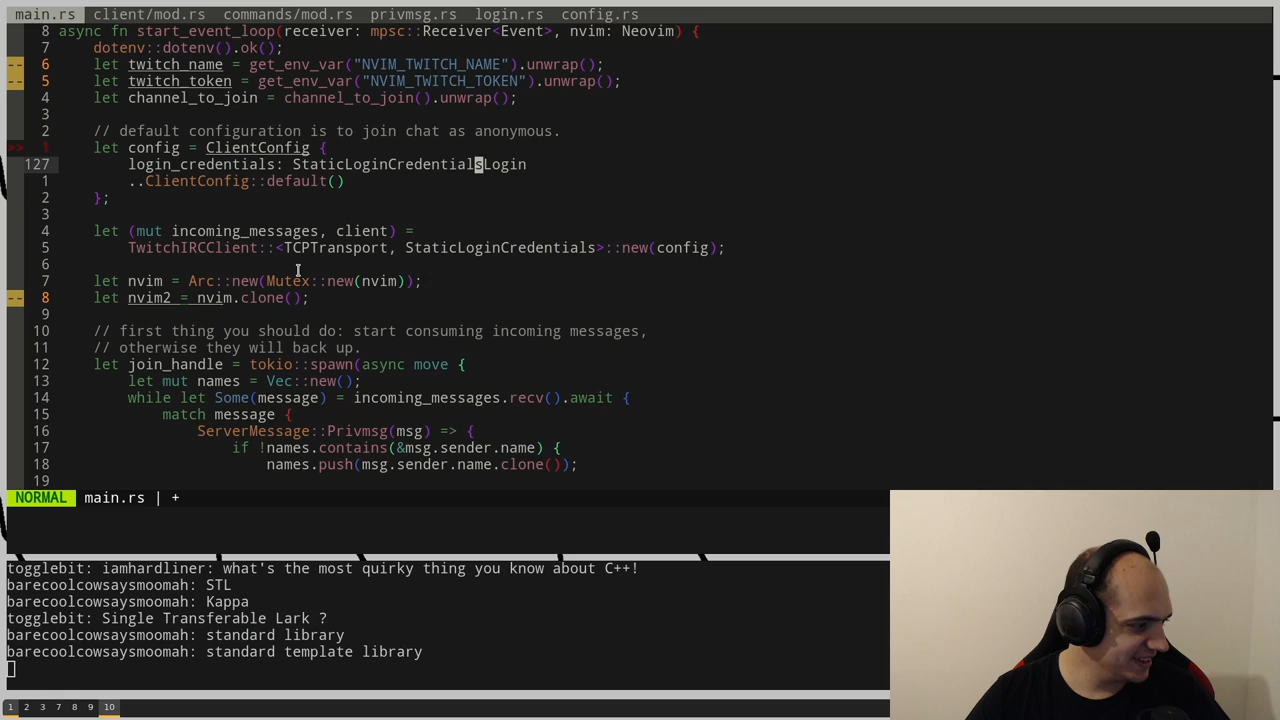 main.rs client/mod.rs commands/mod.rs privmsg.rs login.rs config.rs
8 async fn start_event_loop(receiver: mpsc::Receiver<Event>, nvim: Neovim) {
7 dotenv::dotenv().ok();
-- 6 let twitch_name = get_env_var("NVIM_TWITCH_NAME").unwrap();
-- 5 let twitch_token = get_env_var("NVIM_TWITCH_TOKEN").unwrap();
4 let channel_to_join = channel_to_join().unwrap();
3
2 // default configuration is to join chat as anonymous.
>> 1 let config = ClientConfig {
127 login_credentials: StaticLoginCredentialsLogin
1 ..ClientConfig::default()
2 };
3
4 let (mut incoming_messages, client) =
5 TwitchIRCClient::<TCPTransport, StaticLoginCredentials>::new(config);
6
7 let nvim = Arc::new(Mutex::new(nvim));
-- 8 let nvim2 = nvim.clone();
9
10 // first thing you should do: start consuming incoming messages,
11 // otherwise they will back up.
12 let join_handle = tokio::spawn(async move {
13 let mut names = Vec::new();
14 while let Some(message) = incoming_messages.recv().await {
15 match message {
16 ServerMessage::Privmsg(msg) => {
17 if !names.contains(&msg.sender.name) {
18 names.push(msg.sender.name.clone());
19
NORMAL main.rs | +
togglebit: iamhardliner: what's the most quirky thing you know about C++!
barecoolcowsaysmoomah: STL
barecoolcowsaysmoomah: Kappa
togglebit: Single Transferable Lark ?
barecoolcowsaysmoomah: standard library
barecoolcowsaysmoomah: standard template library
1 2 3 7 8 9 10